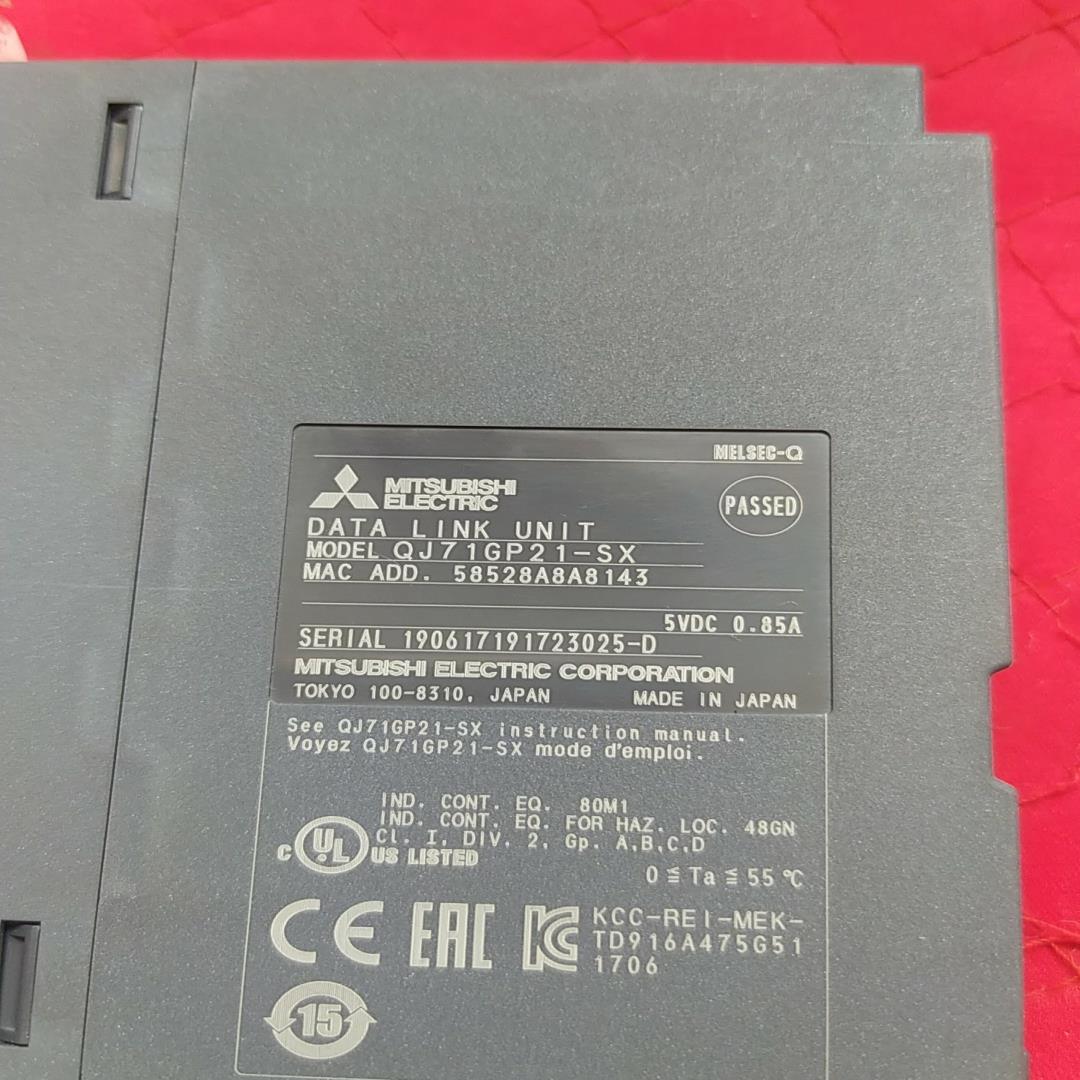 MELSEC-Q
MITSUBISHI
ELECTRIC
PASSED
DATA LINK UNIT
MODEL QJ71GP21-SX
MAC ADD. 58528A8A8143
5VDC 0.85A
SERIAL 190617191723025-D
MITSUBISHI ELECTRIC CORPORATION
TOKYO 100-8310, JAPAN MADE IN JAPAN
See QJ71GP21-SX instruction manual.
Voyez QJ71GP21-SX mode d'emploi.
IND. CONT. EQ. 80M1
IND. CONT. EQ. FOR HAZ. LOC. 48GN
Cl. I, DIV. 2, Gp. A,B,C,D
C UL US LISTED
0≦Ta≦55℃
CE EAC KC KCC-REI-MEK-
TD916A475G51
1706
15